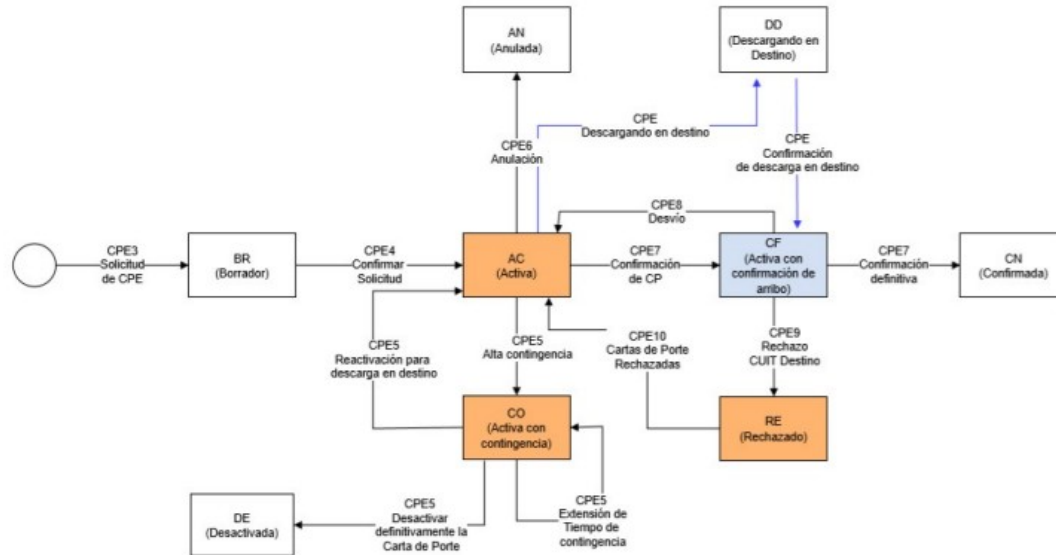 AN
(Anulada)
DD
(Descargando en
Destino)
CPE
Descargando en destino
CPE6
Anulación
CPE
Confirmación
de descarga en destino
CPE8
Desvío
CPE3
Solicitud
de CPE
BR
(Borrador)
CPE4
Confirmar
Solicitud
AC
(Activa)
CPE7
Confirmación
de CP
CF
(Activa con
confirmación de
arribo)
CPE7
Confirmación
definitiva
CN
(Confirmada)
CPE5
Reactivación para
descarga en destino
CPE5
Alta contingencia
CPE10
Cartas de Porte
Rechazadas
CPE9
Rechazo
CUIT Destino
CO
(Activa con
contingencia)
RE
(Rechazado)
DE
(Desactivada)
CPE5
Desactivar
definitivamente la
Carta de Porte
CPE5
Extensión de
Tiempo de
contingencia